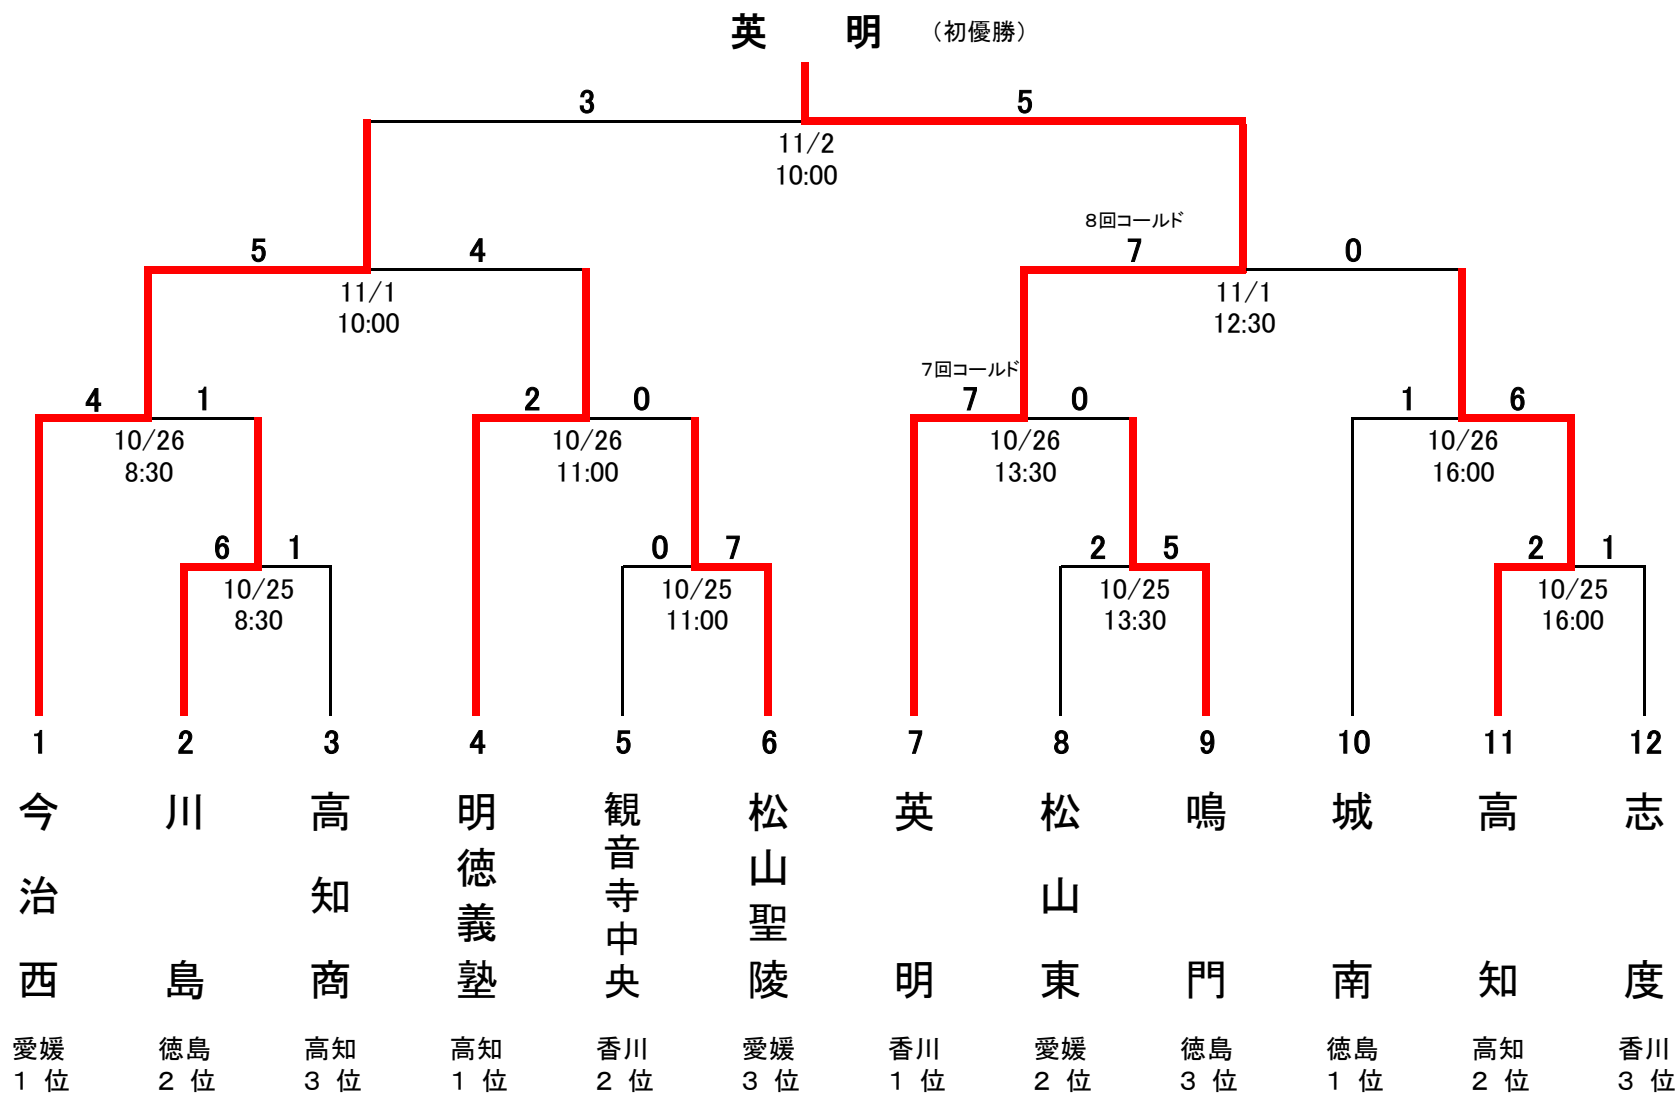 英　明　（初優勝）
3　5
11/2
10:00
8回コールド
5　4　7　0
11/1　11/1
10:00　12:30
7回コールド
4　1　2　0　7　0　1　6
10/26　10/26　10/26　10/26
8:30　11:00　13:30　16:00
6　1　0　7　2　5　2　1
10/25　10/25　10/25　10/25
8:30　11:00　13:30　16:00
1　2　3　4　5　6　7　8　9　10　11　12
今治西
川島
高知商
明徳義塾
観音寺中央
松山聖陵
英明
松山東
鳴門
城南
高知
志度
愛媛　徳島　高知　高知　香川　愛媛　香川　愛媛　徳島　徳島　高知　香川
1 位　2 位　3 位　1 位　2 位　3 位　1 位　2 位　3 位　1 位　2 位　3 位